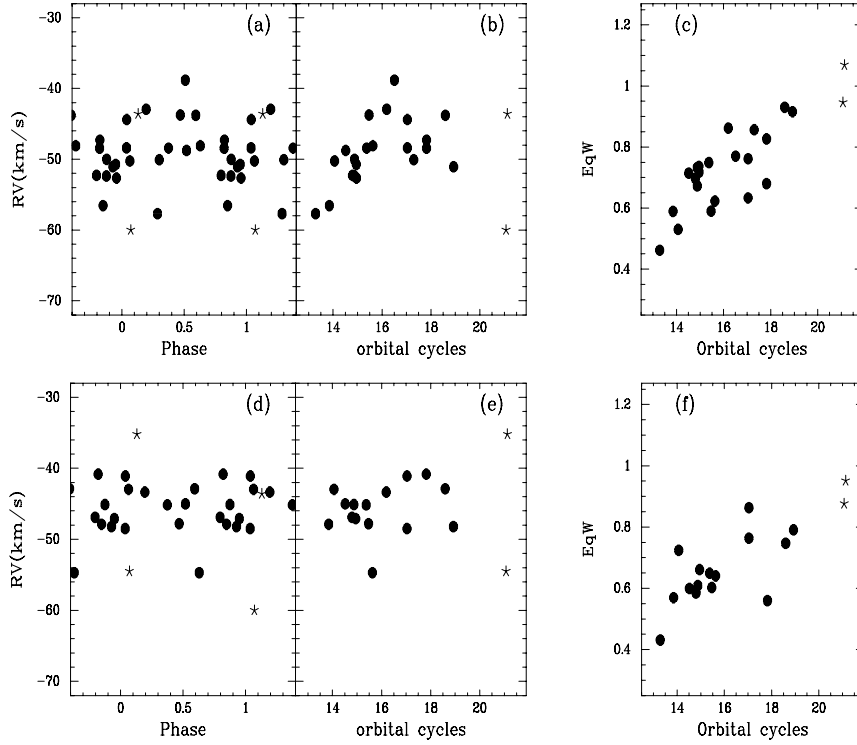 (a) (b) (c)
RV(km/s)
−30
−40
−50
−60
−70
0 0.5 1
Phase
14 16 18 20
orbital cycles
EqW
1.2
1
0.8
0.6
0.4
14 16 18 20
Orbital cycles
(d) (e) (f)
RV(km/s)
−30
−40
−50
−60
−70
0 0.5 1
Phase
14 16 18 20
orbital cycles
EqW
1.2
1
0.8
0.6
0.4
14 16 18 20
Orbital cycles